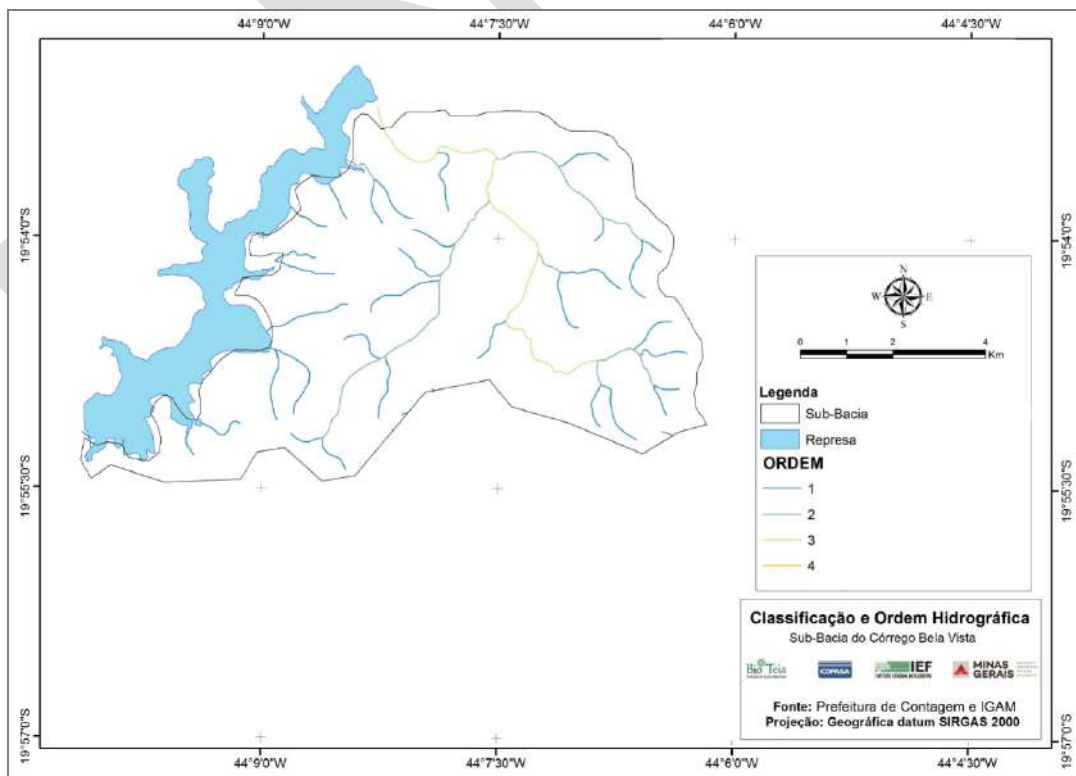 44°9'0"W 44°7'30"W 44°6'0"W 44°4'30"W
19°54'0"S 19°54'0"S
N
W E
S
0 1 2 4
Km
Legenda
Sub-Bacia
Represa
ORDEM
1
2
3
4
19°55'30"S 19°55'30"S
Classificação e Ordem Hidrográfica
Sub-Bacia do Córrego Bela Vista
Bio Teia COPASA IEF MINAS GERAIS
Fonte: Prefeitura de Contagem e IGAM
Projeção: Geográfica datum SIRGAS 2000
19°57'0"S 19°57'0"S
44°9'0"W 44°7'30"W 44°6'0"W 44°4'30"W